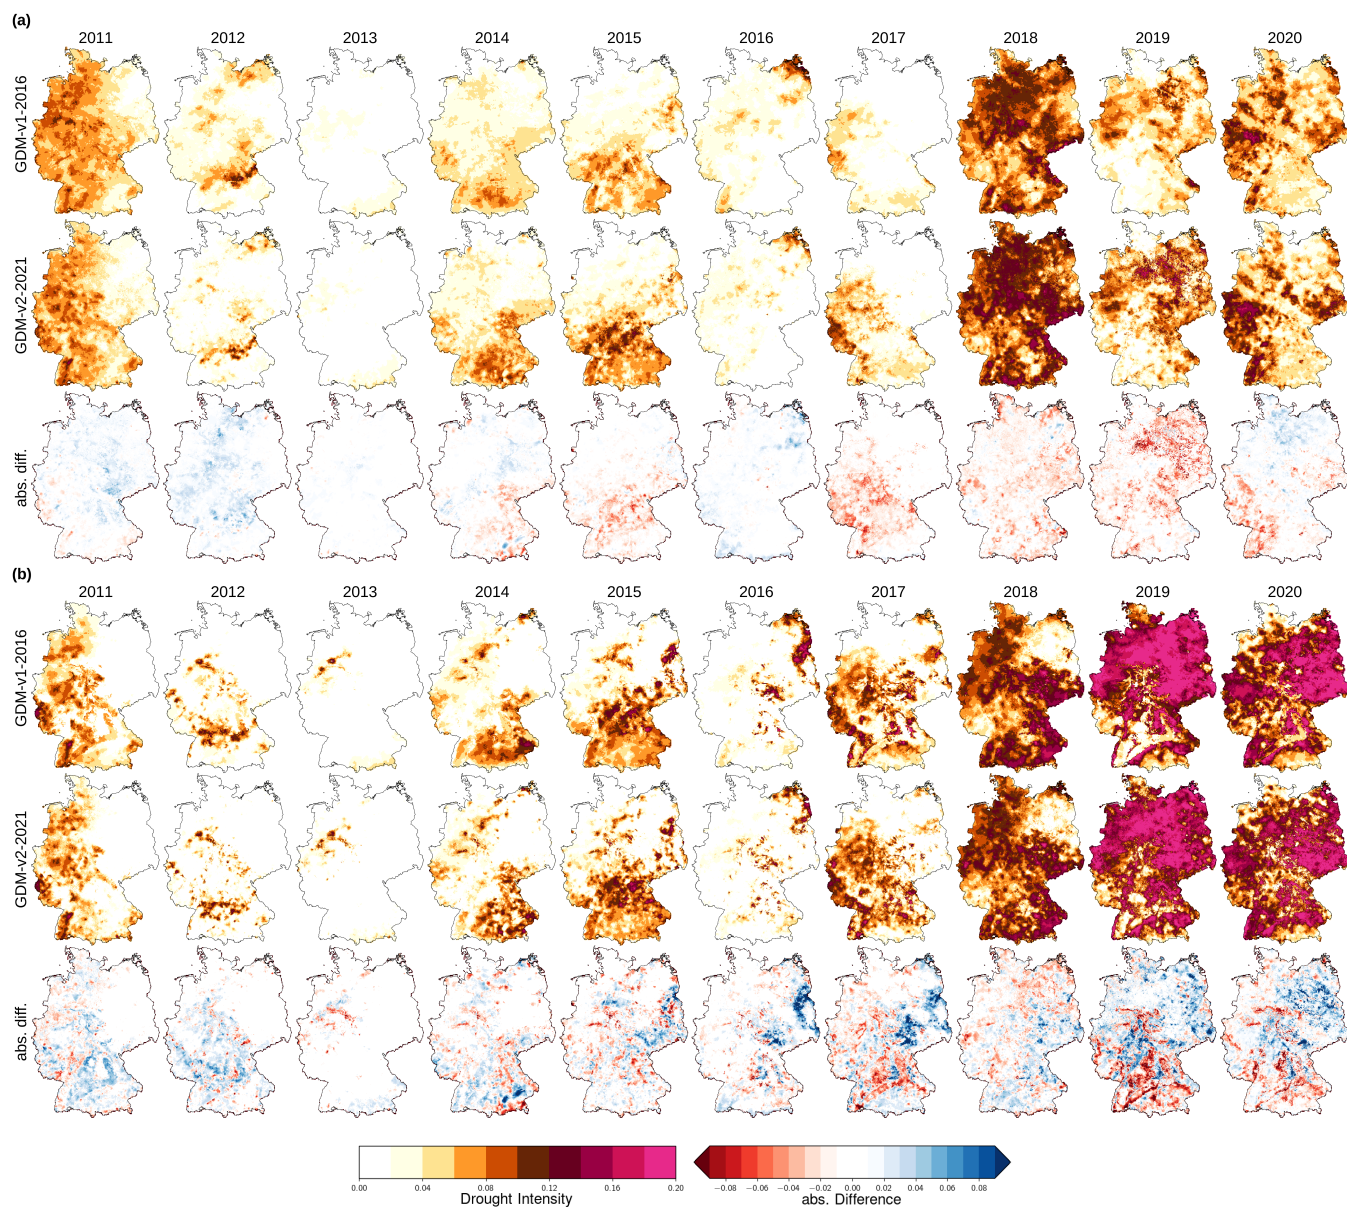 (a)
2011 2012 2013 2014 2015 2016 2017 2018 2019 2020
GDM-v1-2016
GDM-v2-2021
abs. diff.
(b)
2011 2012 2013 2014 2015 2016 2017 2018 2019 2020
GDM-v1-2016
GDM-v2-2021
abs. diff.
0.00 0.04 0.08 0.12 0.16 0.20
Drought Intensity
−0.08 −0.06 −0.04 −0.02 0.00 0.02 0.04 0.06 0.08
abs. Difference